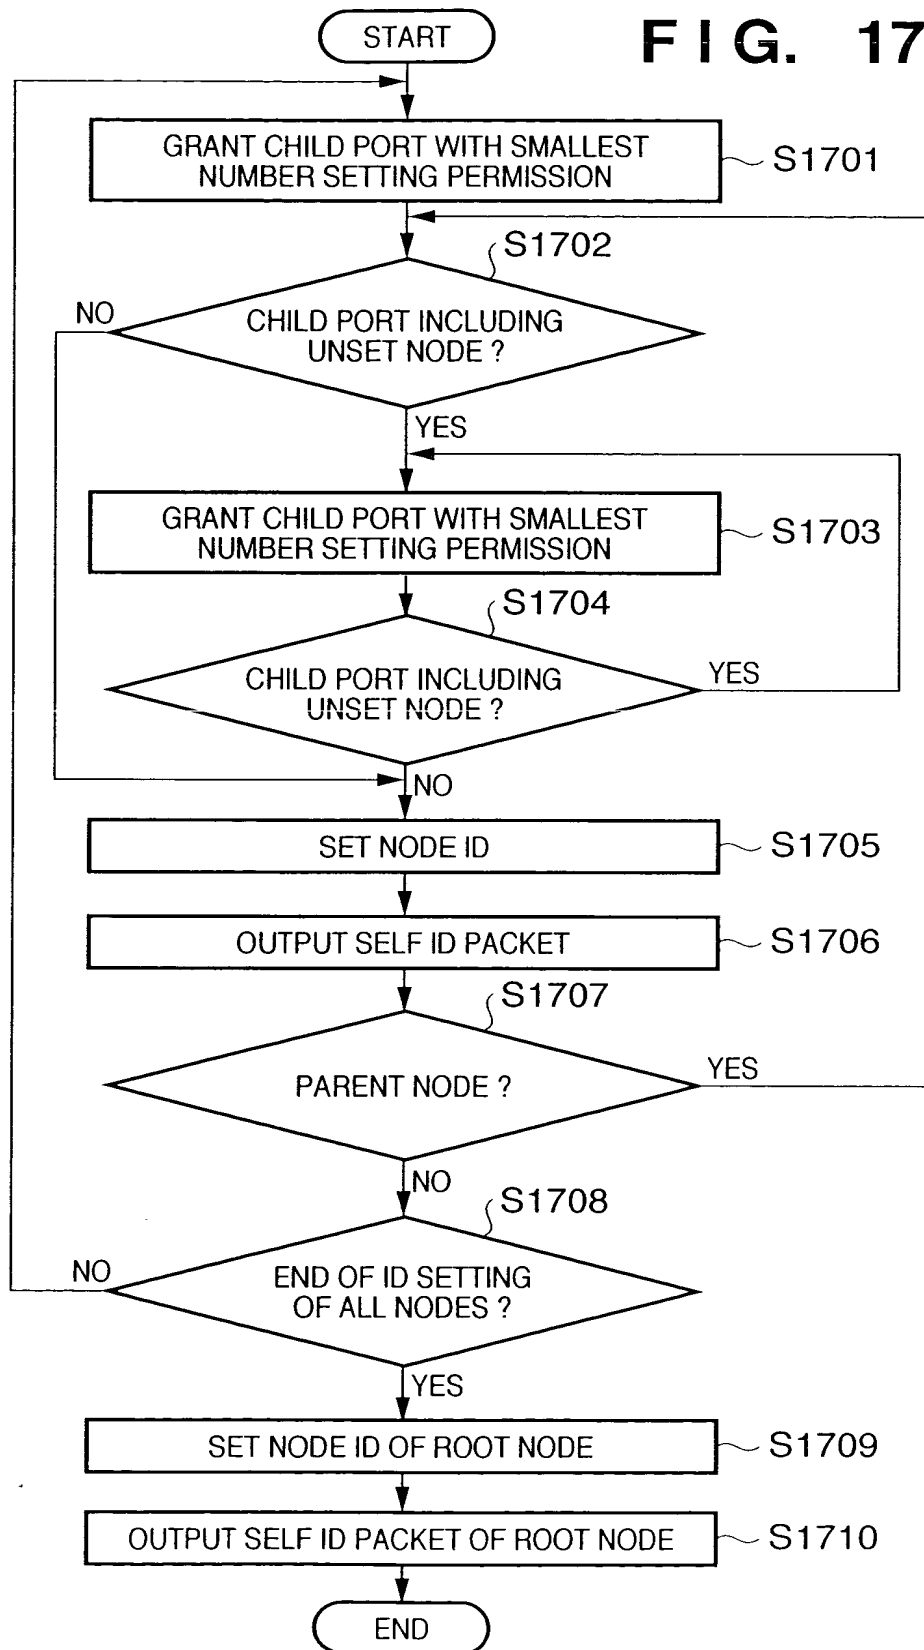 START
FIG. 17
GRANT CHILD PORT WITH SMALLEST
NUMBER SETTING PERMISSION
S1701
S1702
CHILD PORT INCLUDING
UNSET NODE ?
NO
YES
GRANT CHILD PORT WITH SMALLEST
NUMBER SETTING PERMISSION
S1703
S1704
CHILD PORT INCLUDING
UNSET NODE ?
YES
NO
SET NODE ID
S1705
OUTPUT SELF ID PACKET
S1706
S1707
PARENT NODE ?
YES
NO
S1708
END OF ID SETTING
OF ALL NODES ?
NO
YES
SET NODE ID OF ROOT NODE
S1709
OUTPUT SELF ID PACKET OF ROOT NODE
S1710
END